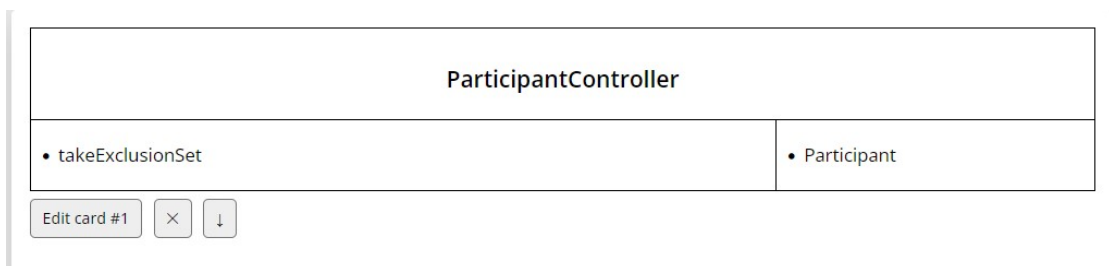 ParticipantController
• takeExclusionSet
• Participant
Edit card #1 × ↓